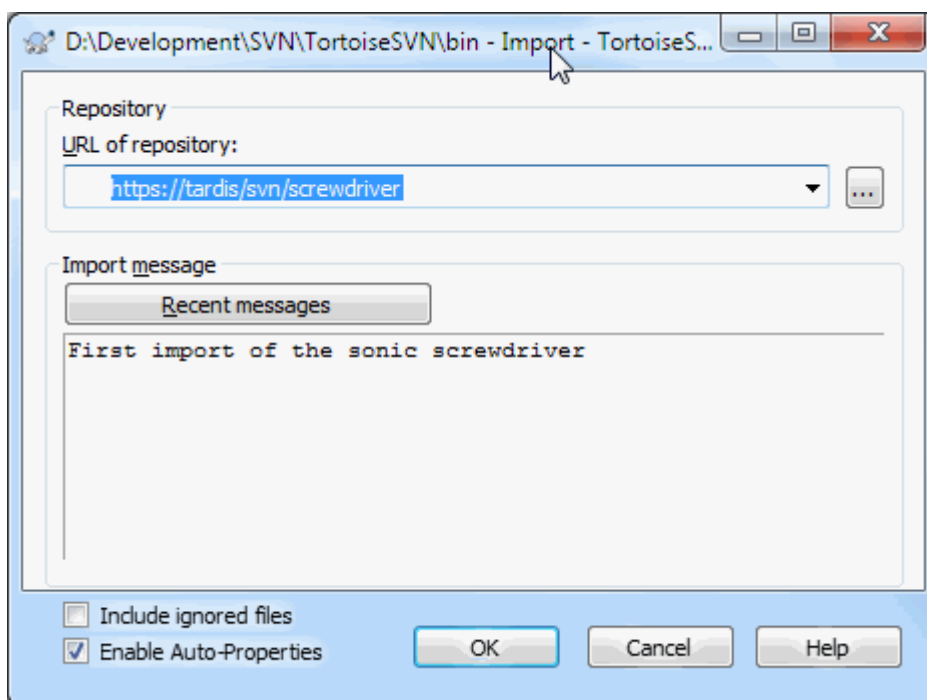 D:\Development\SVN\TortoiseSVN\bin - Import - TortoiseS...
Repository
URL of repository:
https://tardis/svn/screwdriver
...
Import message
Recent messages
First import of the sonic screwdriver
Include ignored files
Enable Auto-Properties
OK
Cancel
Help